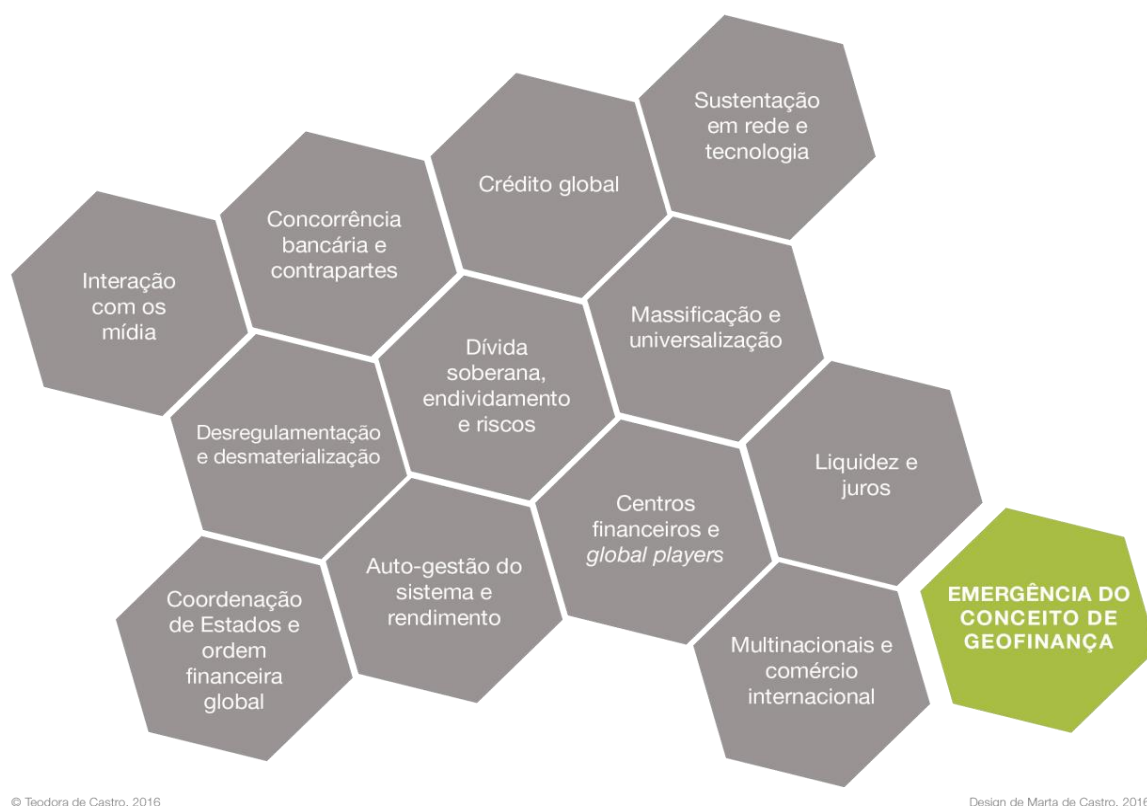 Sustentação
em rede e
tecnologia
Crédito global
Concorrência
bancária e
contrapartes
Interação
com os
mídia
Massificação e
universalização
Dívida
soberana,
endividamento
e riscos
Desregulamentação
e desmaterialização
Liquidez e
juros
Centros
financeiros e
global players
Auto-gestão do
sistema e
rendimento
Coordenação
de Estados e
ordem
financeira
global
Multinacionais e
comércio
internacional
EMERGÊNCIA DO
CONCEITO DE
GEOFINANÇA
© Teodora de Castro, 2016
Design de Marta de Castro, 2016